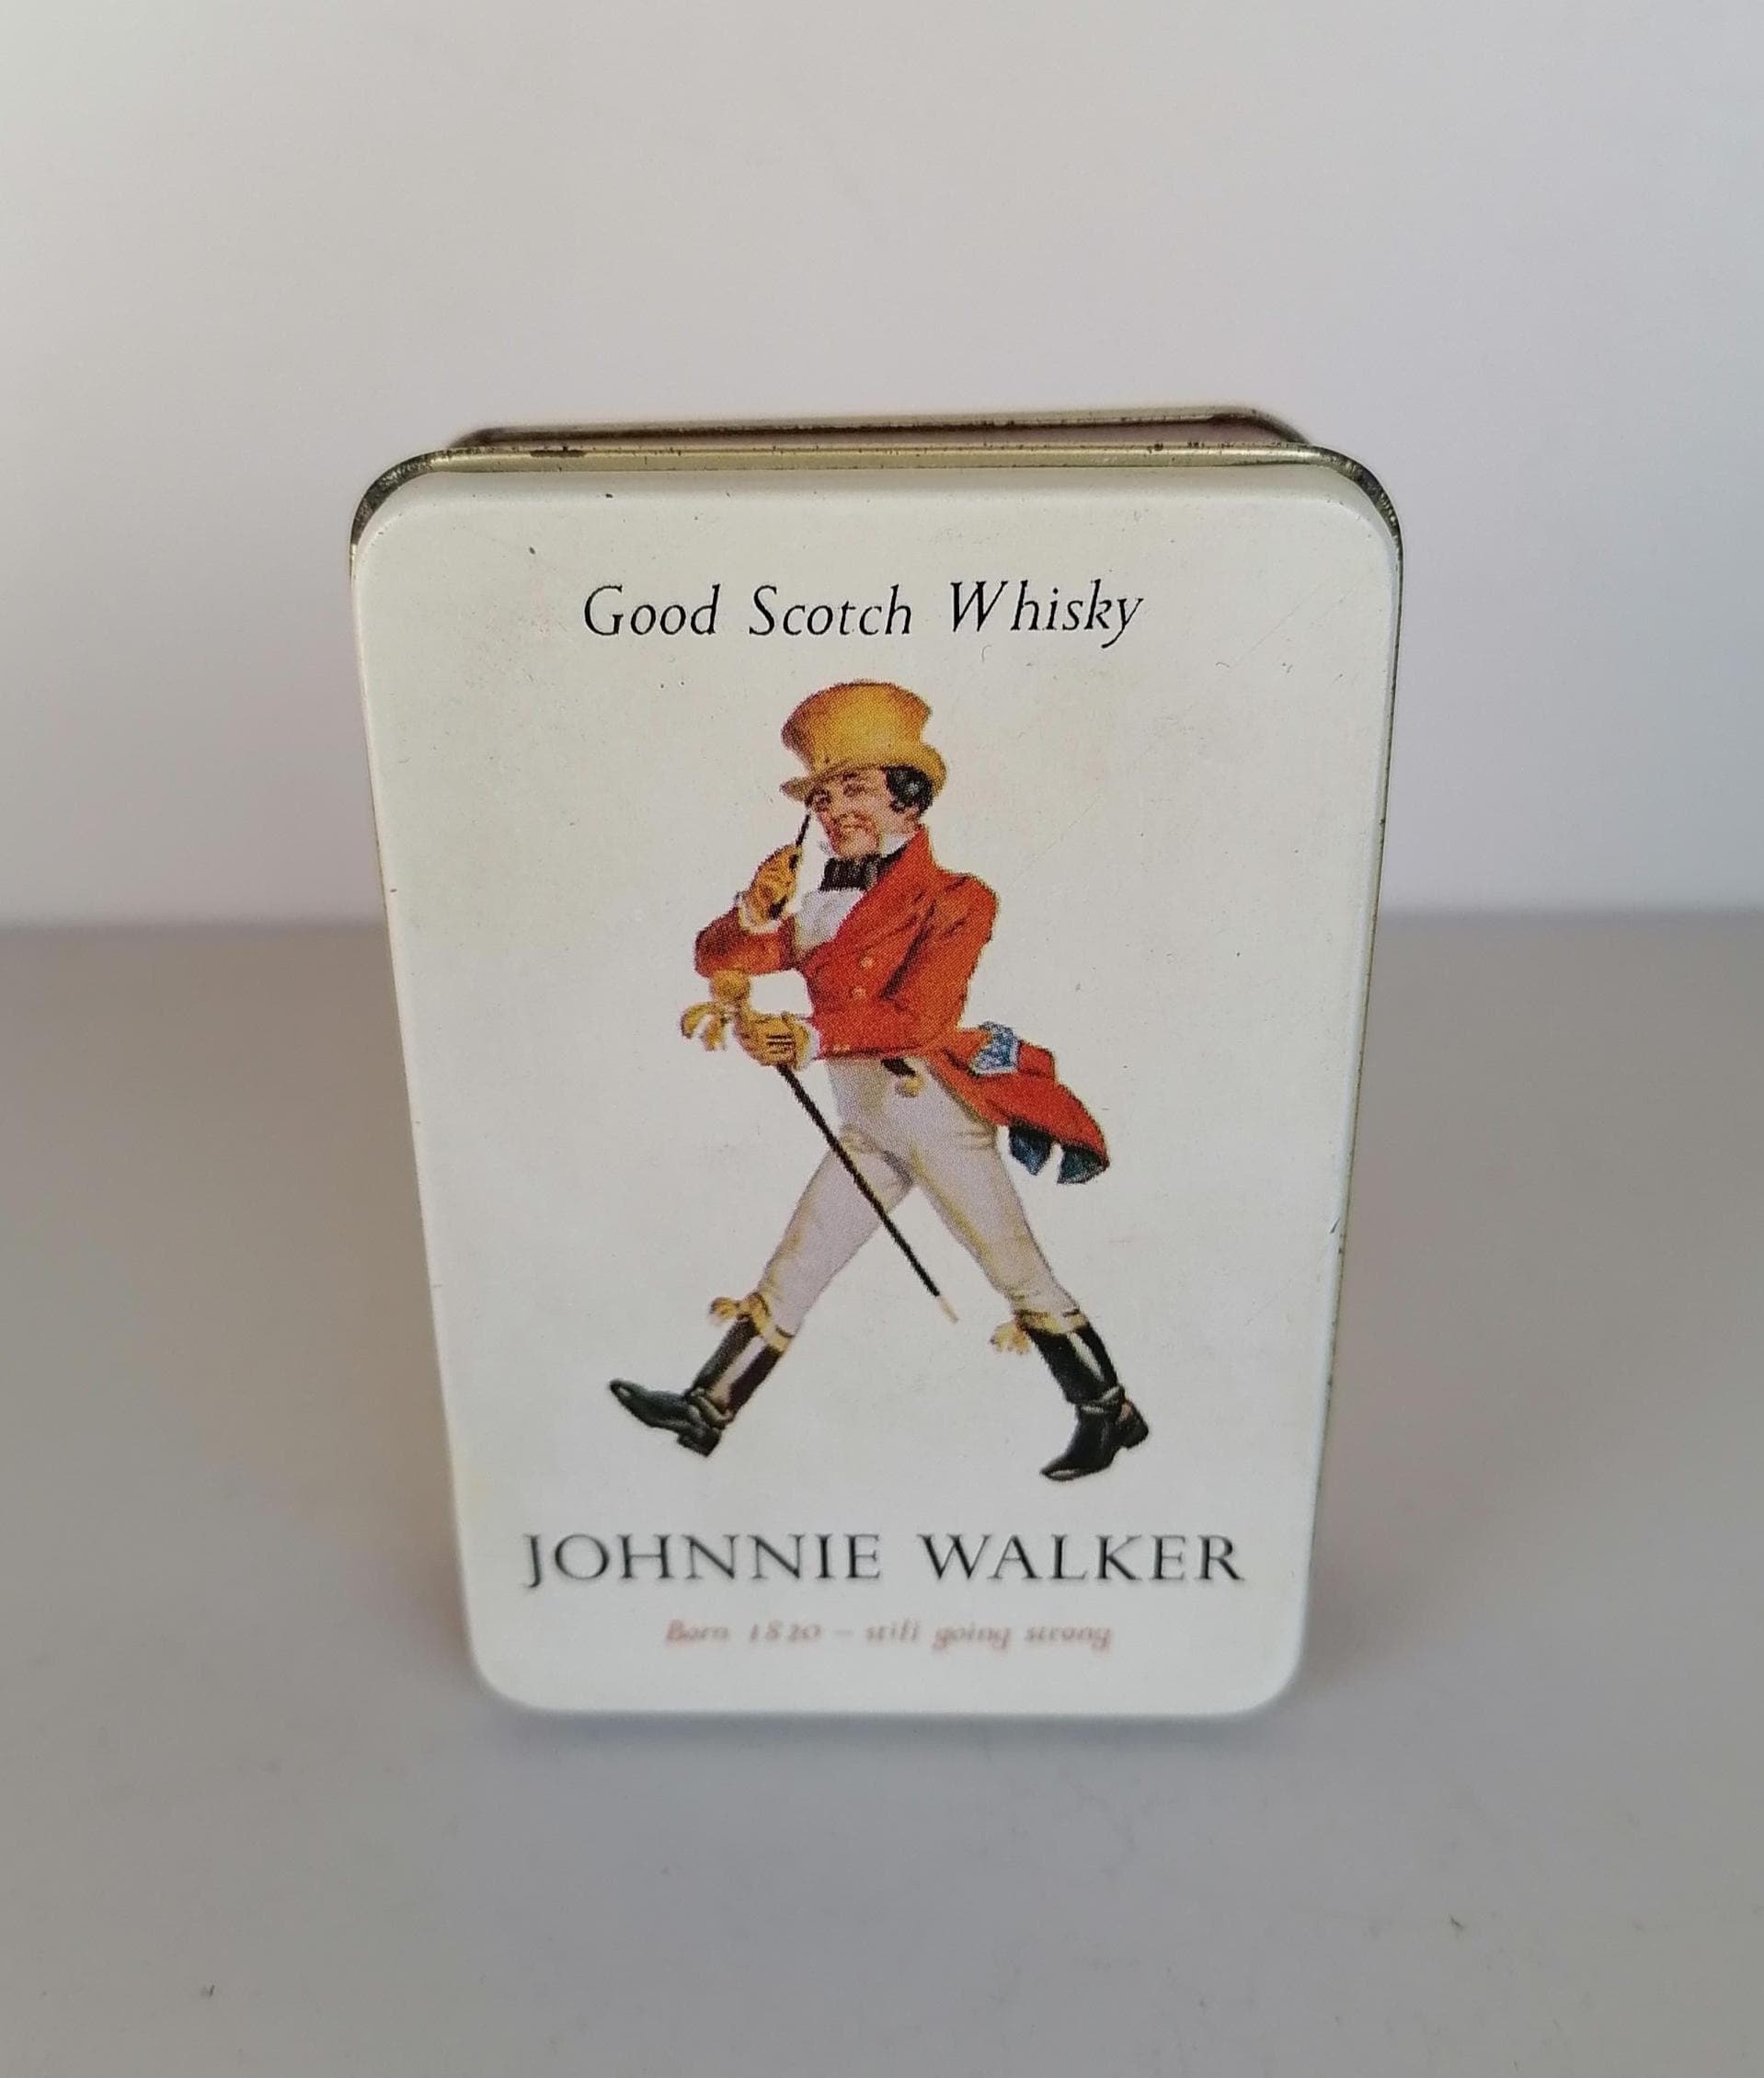 Good Scotch Whisky
JOHNNIE WALKER
Born 1820 – still going strong